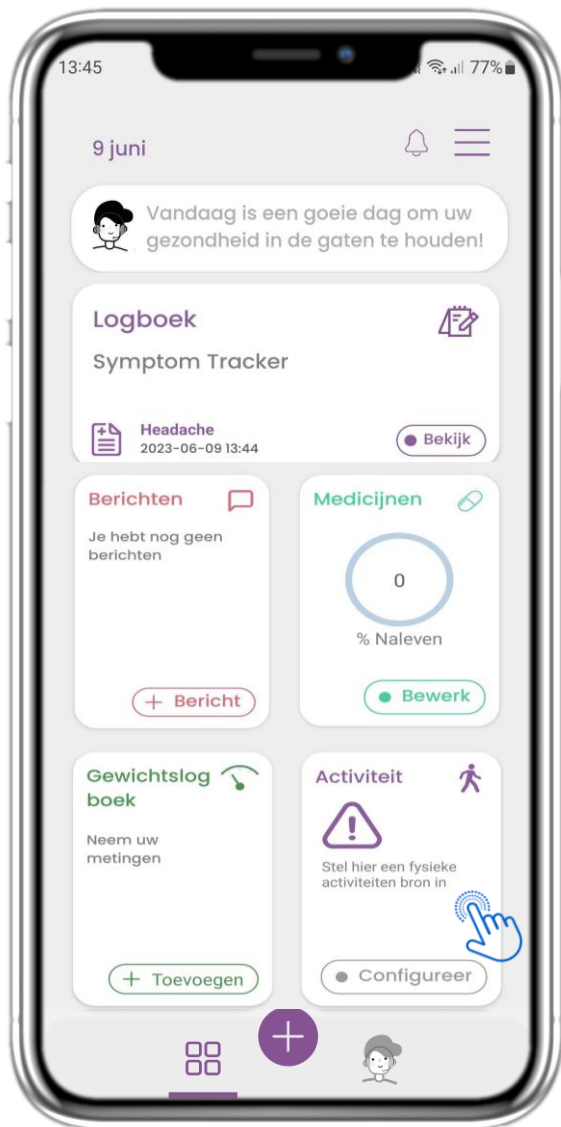 13:45
77%
9 juni
Vandaag is een goeie dag om uw
gezondheid in de gaten te houden!
Logboek
Symptom Tracker
Headache
2023-06-09 13:44
Bekijk
Berichten
Je hebt nog geen
berichten
+ Bericht
Medicijnen
0
% Naleven
Bewerk
Gewichtslog
boek
Neem uw
metingen
+ Toevoegen
Activiteit
Stel hier een fysieke
activiteiten bron in
Configureer